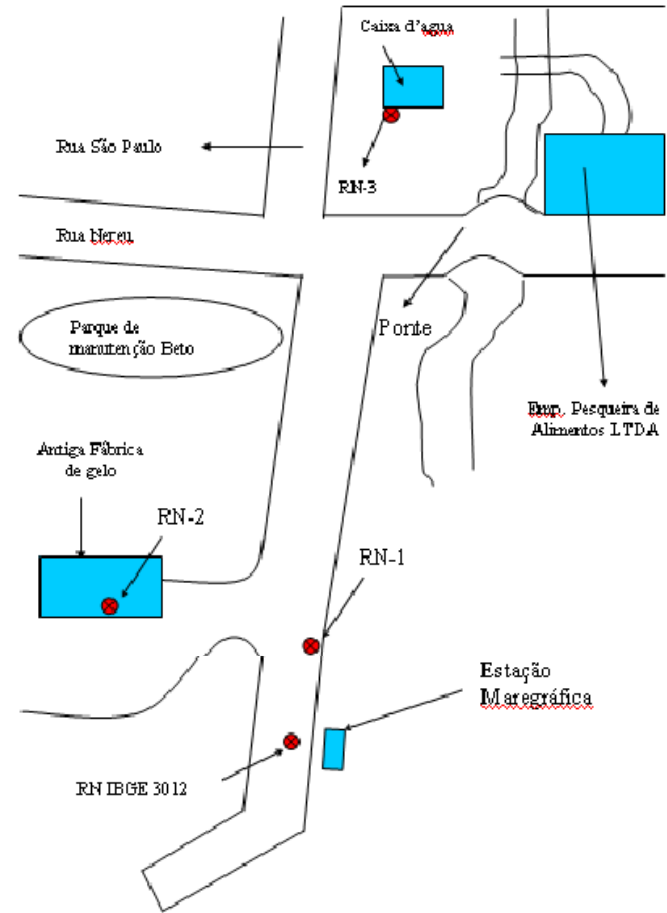 Caixa d'agua
Rua São Paulo
RN-3
Rua Nereu
Ponte
Parque de
manutenção Beto
Emp. Pesqueira de
Alimentos LTDA
Antiga Fábrica
de gelo
RN-2
RN-1
Estação
Maregráfica
RN IBGE 3012